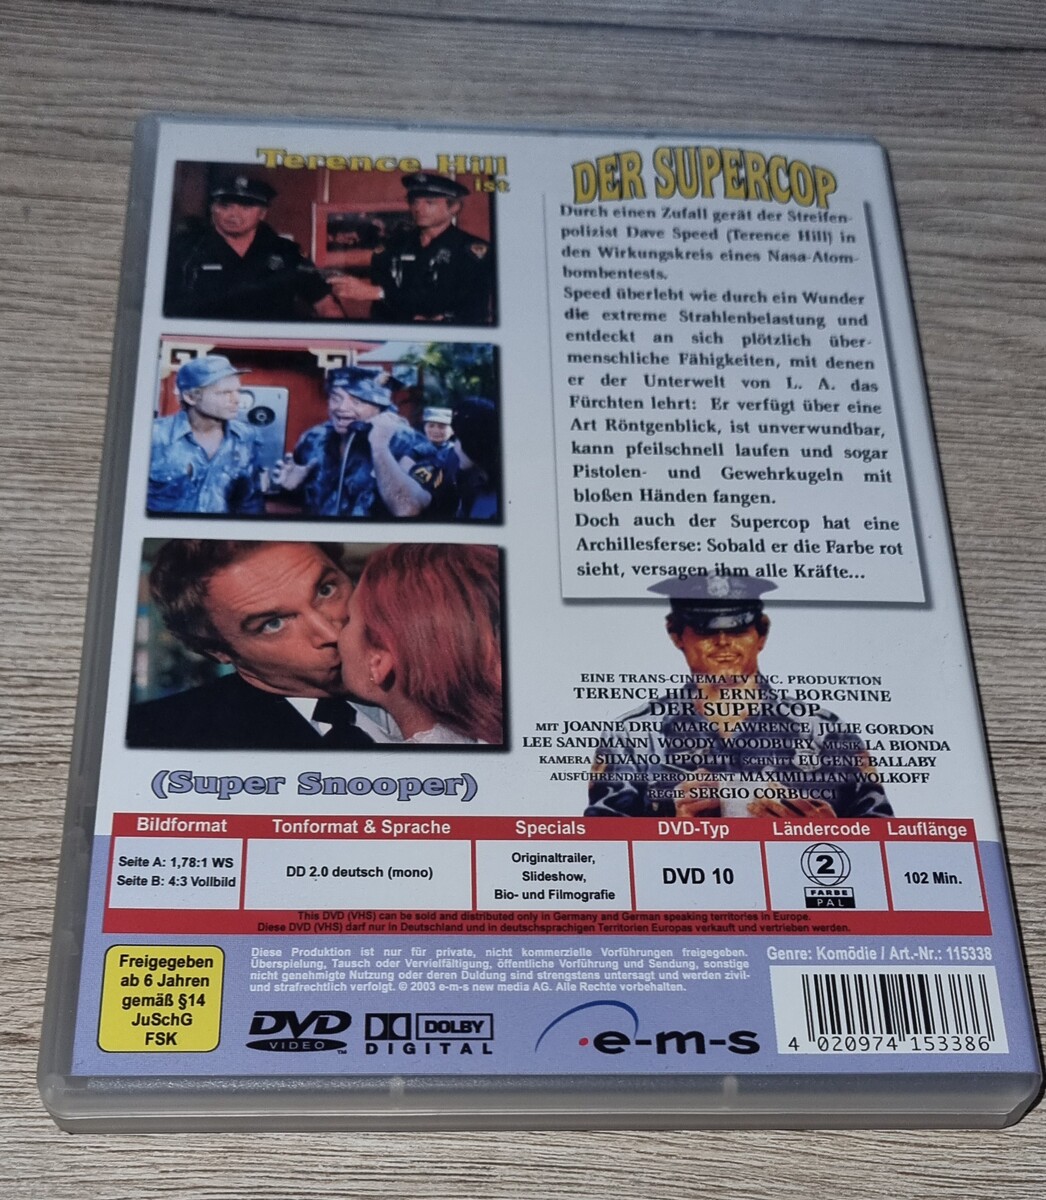 Terence Hill
ist
DER SUPERCOP
Durch einen Zufall gerät der Streifen-
polizist Dave Speed (Terence Hill) in
den Wirkungskreis eines Nasa-Atom-
bombentests.
Speed überlebt wie durch ein Wunder
die extreme Strahlenbelastung und
entdeckt an sich plötzlich über-
menschliche Fähigkeiten, mit denen
er der Unterwelt von L. A. das
Fürchten lehrt: Er verfügt über eine
Art Röntgenblick, ist unverwundbar,
kann pfeilschnell laufen und sogar
Pistolen- und Gewehrkugeln mit
bloßen Händen fangen.
Doch auch der Supercop hat eine
Archillesferse: Sobald er die Farbe rot
sieht, versagen ihm alle Kräfte...
EINE TRANS-CINEMA TV INC. PRODUKTION
TERENCE HILL ERNEST BORGNINE
DER SUPERCOP
MIT JOANNE DRU MARC LAWRENCE JULIE GORDON
LEE SANDMANN WOODY WOODBURY MUSIK LA BIONDA
KAMERA SILVANO IPPOLITI SCHNITT EUGENE BALLABY
AUSFÜHRENDER PRRODUZENT MAXIMILLIAN WOLKOFF
REGIE SERGIO CORBUCCI
(Super Snooper)
Bildformat Tonformat & Sprache Specials DVD-Typ Ländercode Lauflänge
Seite A: 1,78:1 WS
Seite B: 4:3 Vollbild
DD 2.0 deutsch (mono)
Originaltrailer,
Slideshow,
Bio- und Filmografie
DVD 10
2
FARBE
PAL
102 Min.
This DVD (VHS) can be sold and distributed only in Germany and German speaking territories in Europe.
Diese DVD (VHS) darf nur in Deutschland und in deutschsprachigen Territorien Europas verkauft und vertrieben werden.
Freigegeben
ab 6 Jahren
gemäß §14
JuSchG
FSK
Diese Produktion ist nur für private, nicht kommerzielle Vorführungen freigegeben.
Überspielung, Tausch oder Vervielfältigung, öffentliche Vorführung und Sendung, sonstige
nicht genehmigte Nutzung oder deren Duldung sind strengstens untersagt und werden zivil-
und strafrechtlich verfolgt. © 2003 e-m-s new media AG. Alle Rechte vorbehalten.
Genre: Komödie / Art.-Nr.: 115338
DVD
VIDEO TM
DOLBY
DIGITAL
e-m-s
4 020974 153386